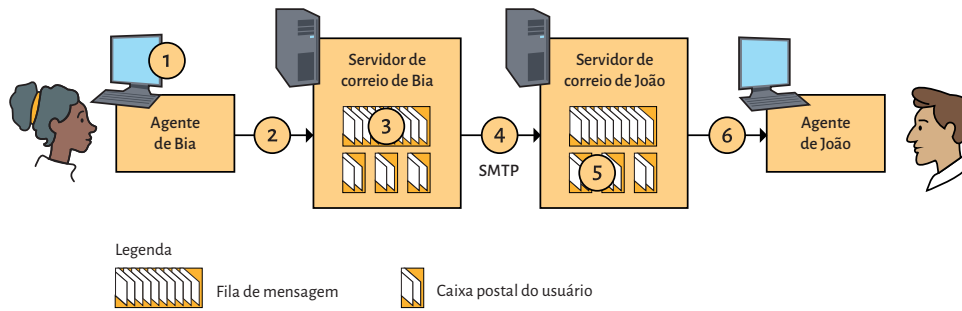 1
Servidor de
correio de Bia
Servidor de
correio de João
Agente
de Bia
2
3
4
SMTP
5
6
Agente
de João
Legenda
Fila de mensagem
Caixa postal do usuário